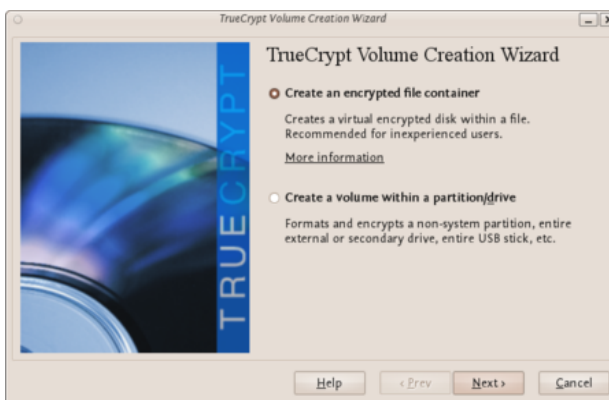 TrueCrypt Volume Creation Wizard
TRUECRYPT
TrueCrypt Volume Creation Wizard
Create an encrypted file container
Creates a virtual encrypted disk within a file.
Recommended for inexperienced users.
More information
Create a volume within a partition/drive
Formats and encrypts a non-system partition, entire
external or secondary drive, entire USB stick, etc.
Help
< Prev
Next >
Cancel